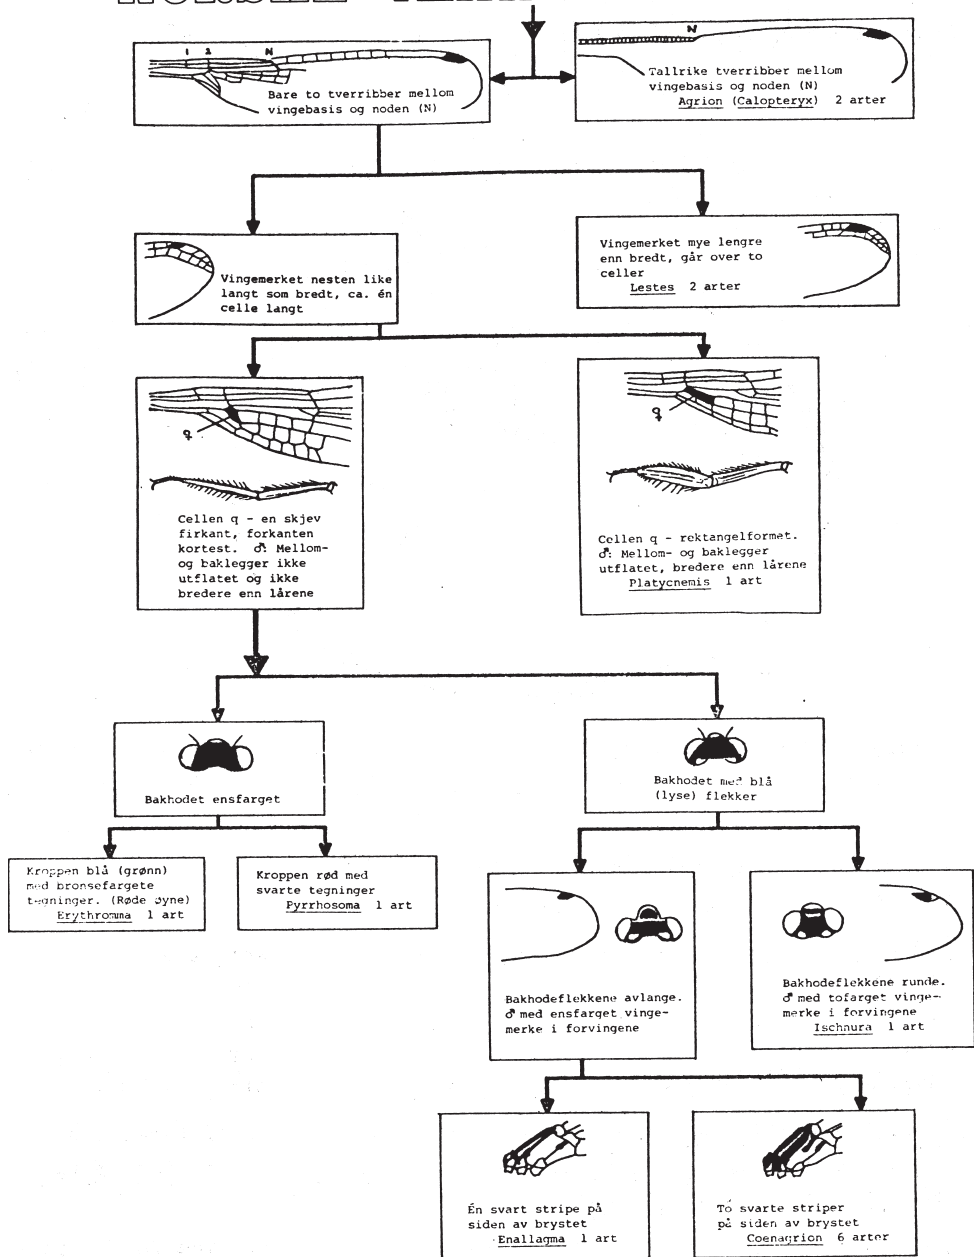 1 2 N
Bare to tverribber mellom
vingebasis og noden (N)
N
Tallrike tverribber mellom
vingebasis og noden (N)
Agrion (Calopteryx) 2 arter
Vingemerket nesten like
langt som bredt, ca. én
celle langt
Vingemerket mye lengre
enn bredt, går over to
celler
Lestes 2 arter
q
Cellen q - en skjev
firkant, forkanten
kortest. ♂: Mellom-
og baklegger ikke
utflatet og ikke
bredere enn lårene
q
Cellen q - rektangelformet.
♂: Mellom- og baklegger
utflatet, bredere enn lårene
Platycnemis 1 art
Bakhodet ensfarget
Bakhodet med blå
(lyse) flekker
Kroppen blå (grønn)
med bronsefargete
tegninger. (Røde øyne)
Erythromma 1 art
Kroppen rød med
svarte tegninger
Pyrrhosoma 1 art
Bakhodeflekkene avlange.
♂ med ensfarget vinge-
merke i forvingene
Bakhodeflekkene runde.
♂ med tofarget vinge-
merke i forvingene
Ischnura 1 art
Én svart stripe på
siden av brystet
Enallagma 1 art
To svarte striper
på siden av brystet
Coenagrion 6 arter